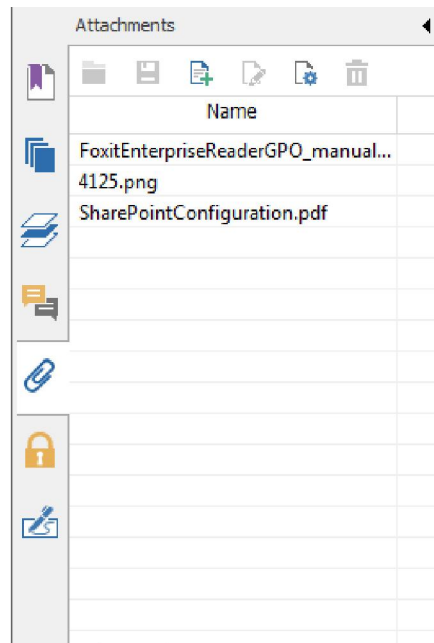 Attachments
Name
FoxitEnterpriseReaderGPO_manual...
4125.png
SharePointConfiguration.pdf